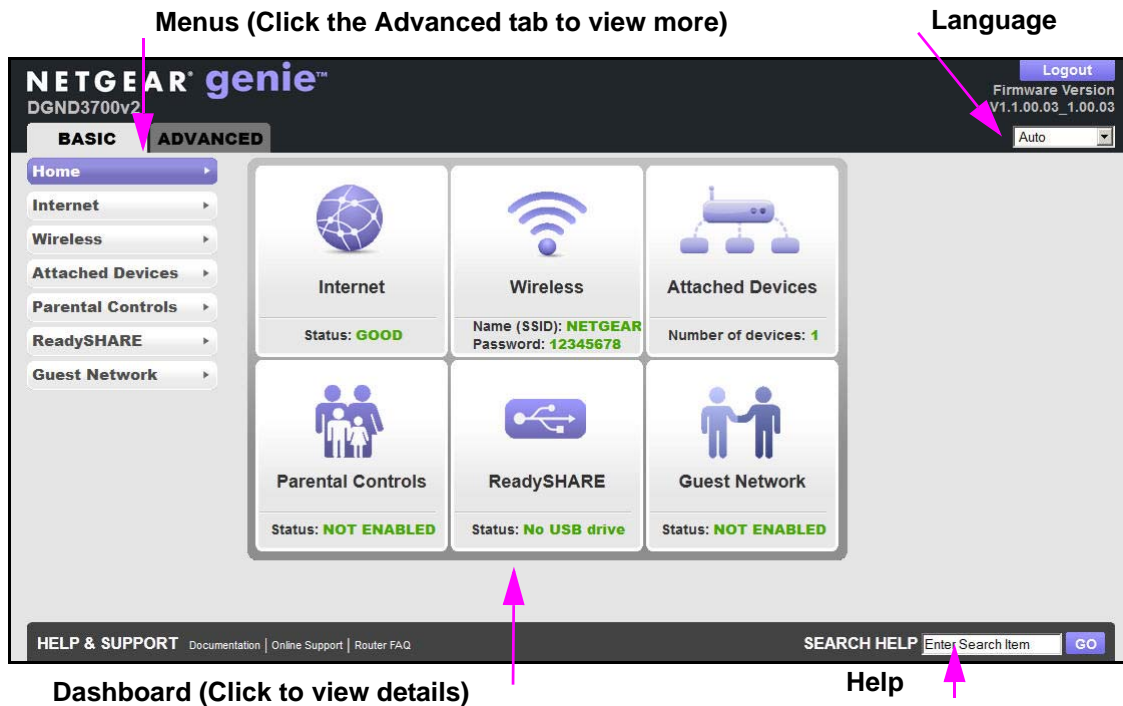 Menus (Click the Advanced tab to view more)
Language
NETGEAR® genie™
DGND3700v2
Logout
Firmware Version
V1.1.00.03_1.00.03
BASIC
ADVANCED
Auto
Home
Internet
Wireless
Attached Devices
Parental Controls
ReadySHARE
Guest Network
Internet
Status: GOOD
Wireless
Name (SSID): NETGEAR
Password: 12345678
Attached Devices
Number of devices: 1
Parental Controls
Status: NOT ENABLED
ReadySHARE
Status: No USB drive
Guest Network
Status: NOT ENABLED
HELP & SUPPORT Documentation | Online Support | Router FAQ
SEARCH HELP Enter Search Item GO
Dashboard (Click to view details)
Help